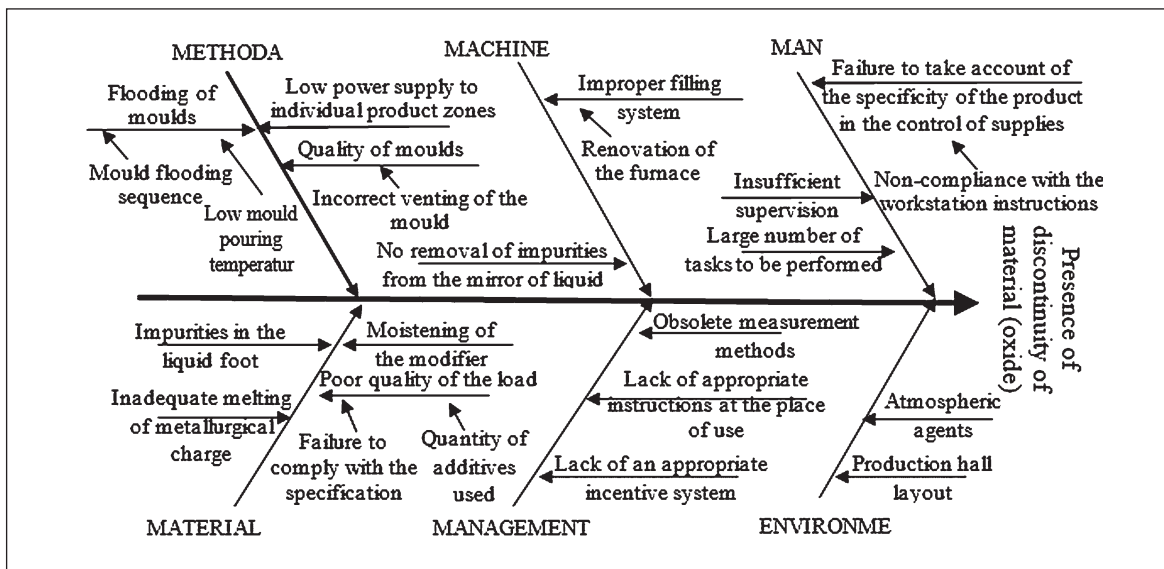 METHODA
Flooding of
moulds
Mould flooding
sequence
Low mould
pouring
temperatur
Low power supply to
individual product zones
Quality of moulds
Incorrect venting of the
mould
MACHINE
Improper filling
system
Renovation of
the furnace
No removal of impurities
from the mirror of liquid
MAN
Failure to take account of
the specificity of the product
in the control of supplies
Non-compliance with the
workstation instructions
Insufficient
supervision
Large number of
tasks to be performed
Presence of
discontinuity of
material (oxide)
Impurities in the
liquid foot
Moistening of
the modifier
Poor quality of the load
Inadequate melting
of metallurgical
charge
Failure to
comply with the
specification
Quantity of
additives
used
MATERIAL
Obsolete measurement
methods
Lack of appropriate
instructions at the place
of use
Lack of an appropriate
incentive system
MANAGEMENT
Atmospheric
agents
Production hall
layout
ENVIRONME